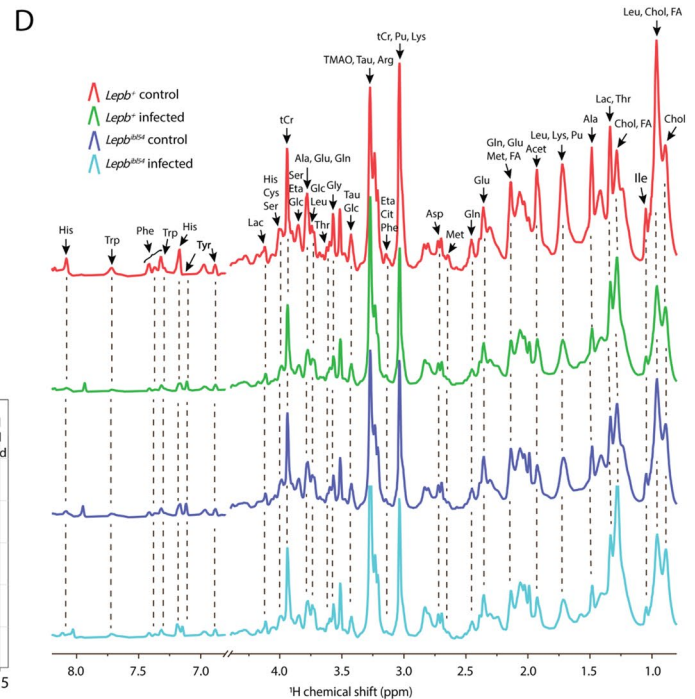 D
Lepb⁺ control
Lepb⁺ infected
Lepbⁱᵇˡ⁵⁴ control
Lepbⁱᵇˡ⁵⁴ infected
Leu, Chol, FA
tCr, Pu, Lys
TMAO, Tau, Arg
Lac, Thr
Chol, FA
Chol
Ala
Leu, Lys, Pu
Acet
Gln, Glu
Met, FA
Glu
Gln
Ile
tCr
Ala, Glu, Gln
His
Cys
Ser
Ser
Eta
Glc
Glc
Leu
Gly
Thr
Tau
Glc
Eta
Cit
Phe
Asp
Met
Lac
His
Trp
Phe
Trp
His
Tyr
d
5
8.0 7.5 7.0 4.0 3.5 3.0 2.5 2.0 1.5 1.0
¹H chemical shift (ppm)